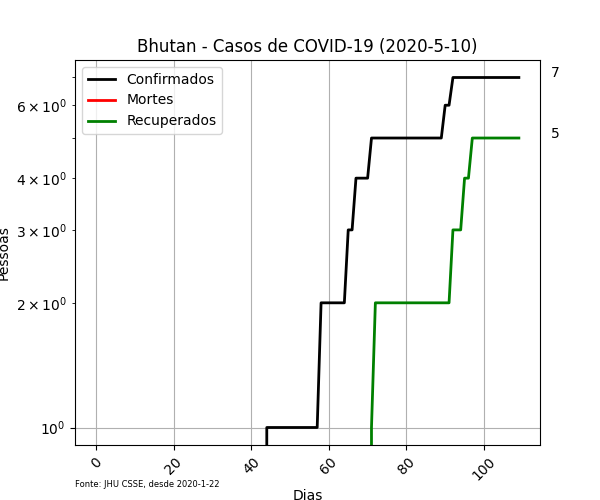 Bhutan - Casos de COVID-19 (2020-5-10)
Confirmados
Mortes
Recuperados
7
5
6 × 10⁰
4 × 10⁰
3 × 10⁰
2 × 10⁰
10⁰
Pessoas
0 20 40 60 80 100
Fonte: JHU CSSE, desde 2020-1-22
Dias